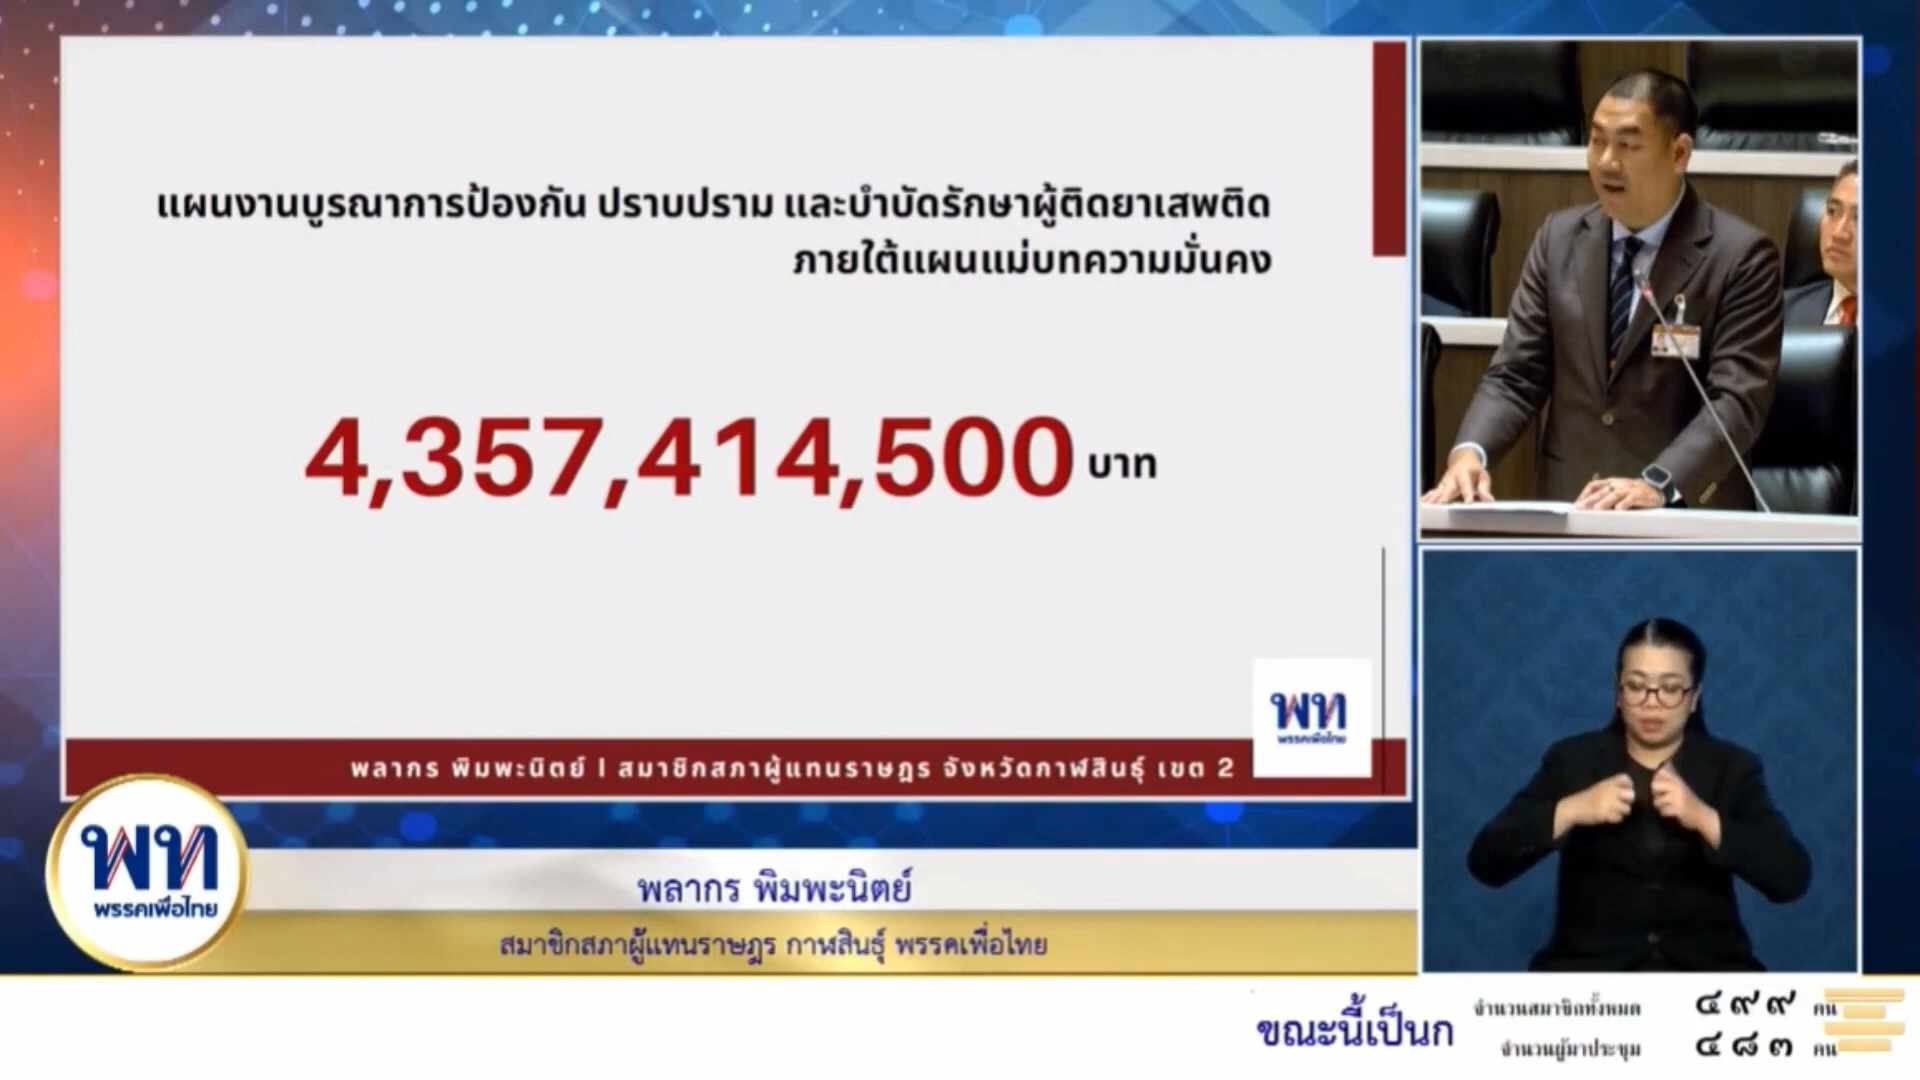 แผนงานบูรณาการป้องกัน ปราบปราม และบำบัดรักษาผู้ติดยาเสพติด
ภายใต้แผนแม่บทความมั่นคง
4,357,414,500 บาท
พท
พรรคเพื่อไทย
พลากร พิมพะนิตย์ | สมาชิกสภาผู้แทนราษฎร จังหวัดกาฬสินธุ์ เขต 2
พท
พรรคเพื่อไทย
พลากร พิมพะนิตย์
สมาชิกสภาผู้แทนราษฎร กาฬสินธุ์ พรรคเพื่อไทย
ขณะนี้เป็นก
จำนวนสมาชิกทั้งหมด ๔๙๙ คน
จำนวนผู้มาประชุม ๔๘๓ คน